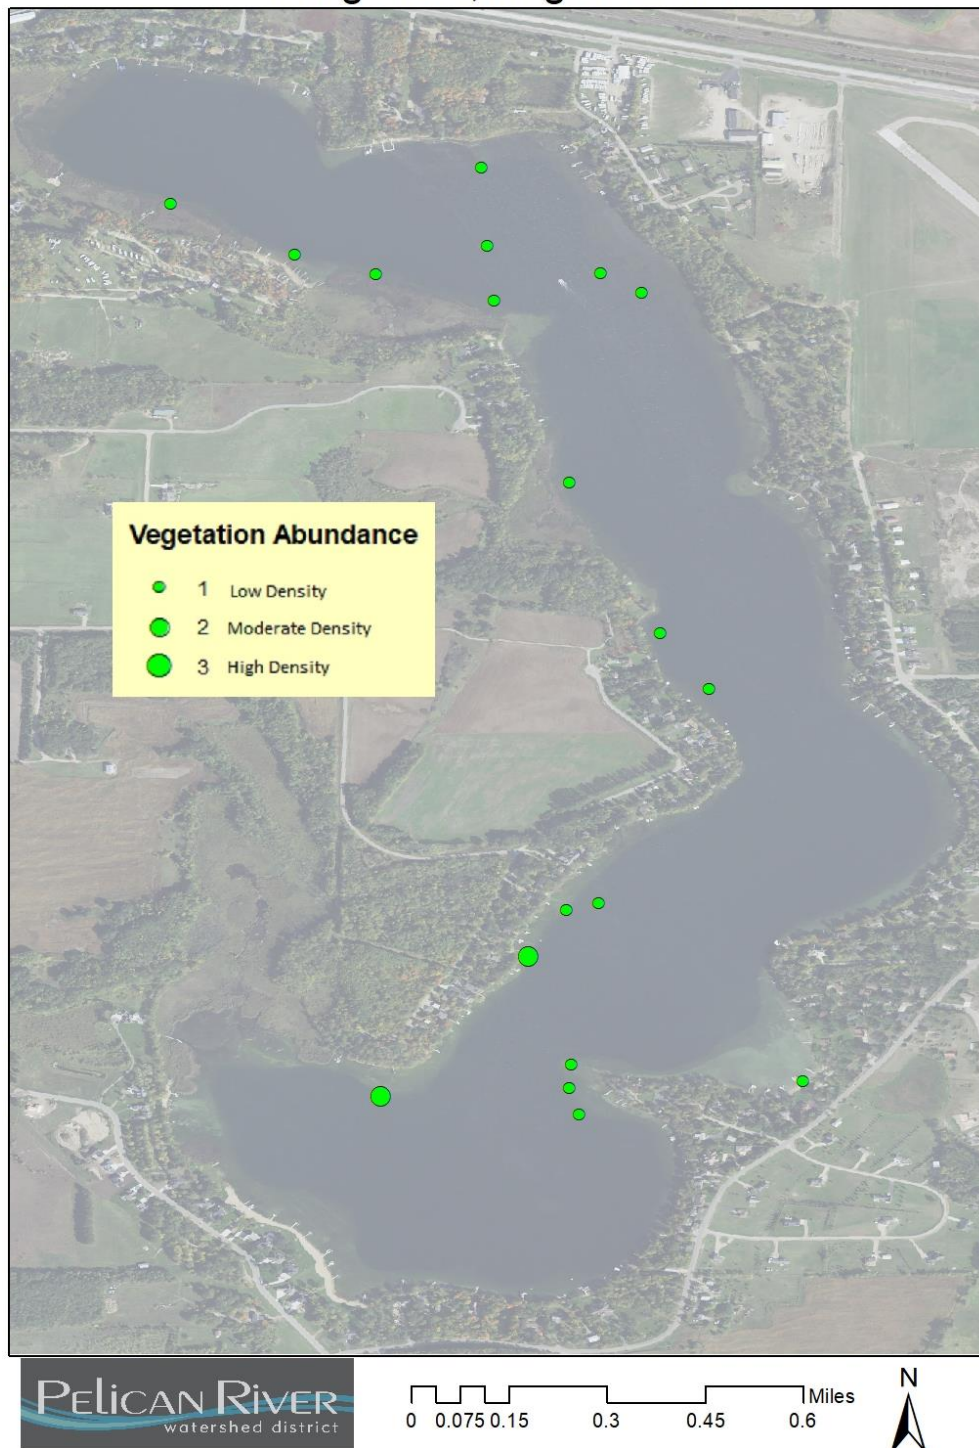 Vegetation Abundance
1 Low Density
2 Moderate Density
3 High Density
PELICAN RIVER
watershed district
Miles
0 0.075 0.15 0.3 0.45 0.6
N